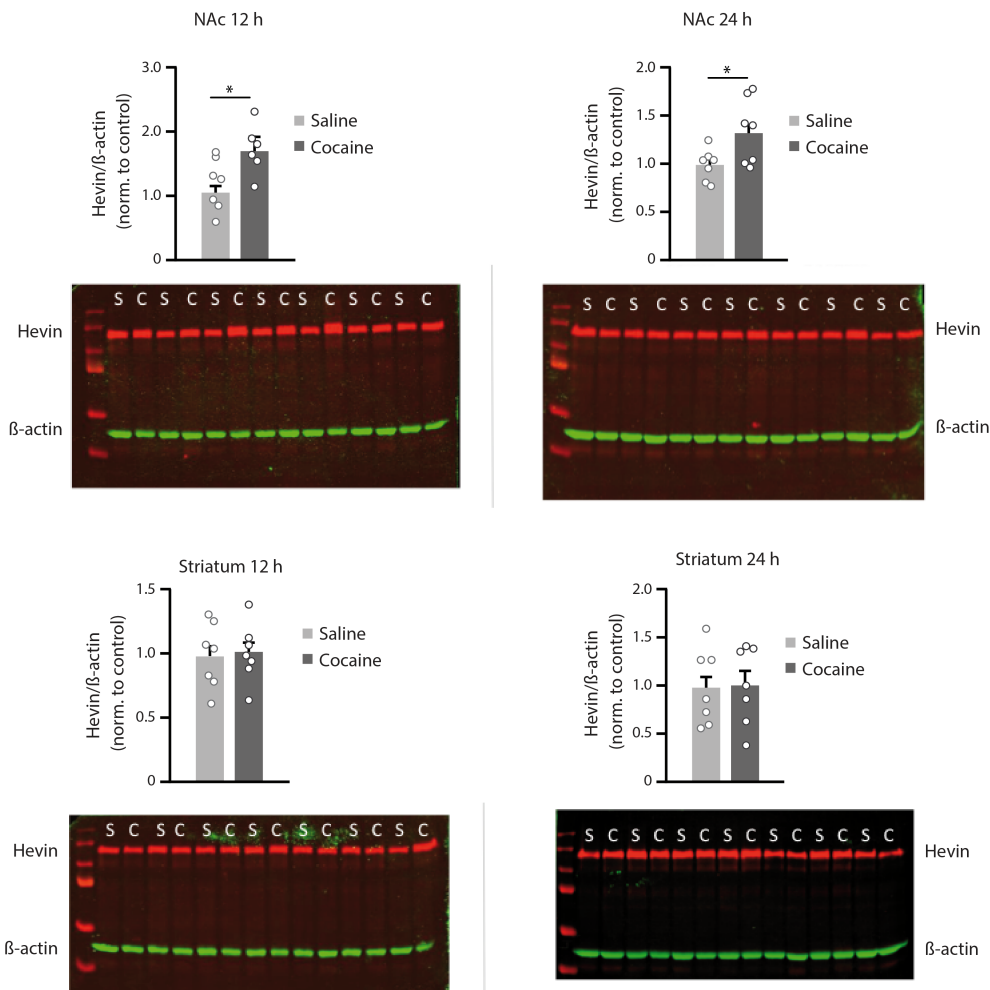 NAc 12 h
NAc 24 h
Hevin/ß-actin
(norm. to control)
3.0
2.0
1.0
0
*
Saline
Cocaine
Hevin/ß-actin
(norm. to control)
2.0
1.5
1.0
0.5
0
*
Saline
Cocaine
S C S C S C S C S C S C S C
Hevin
ß-actin
S C S C S C S C S C S C S C
Hevin
ß-actin
Striatum 12 h
Striatum 24 h
Hevin/ß-actin
(norm. to control)
1.5
1.0
0.5
0
Saline
Cocaine
Hevin/ß-actin
(norm. to control)
2.0
1.5
1.0
0.5
0
Saline
Cocaine
S C S C S C S C S C S C S C
Hevin
ß-actin
S C S C S C S C S C S C S C
Hevin
ß-actin